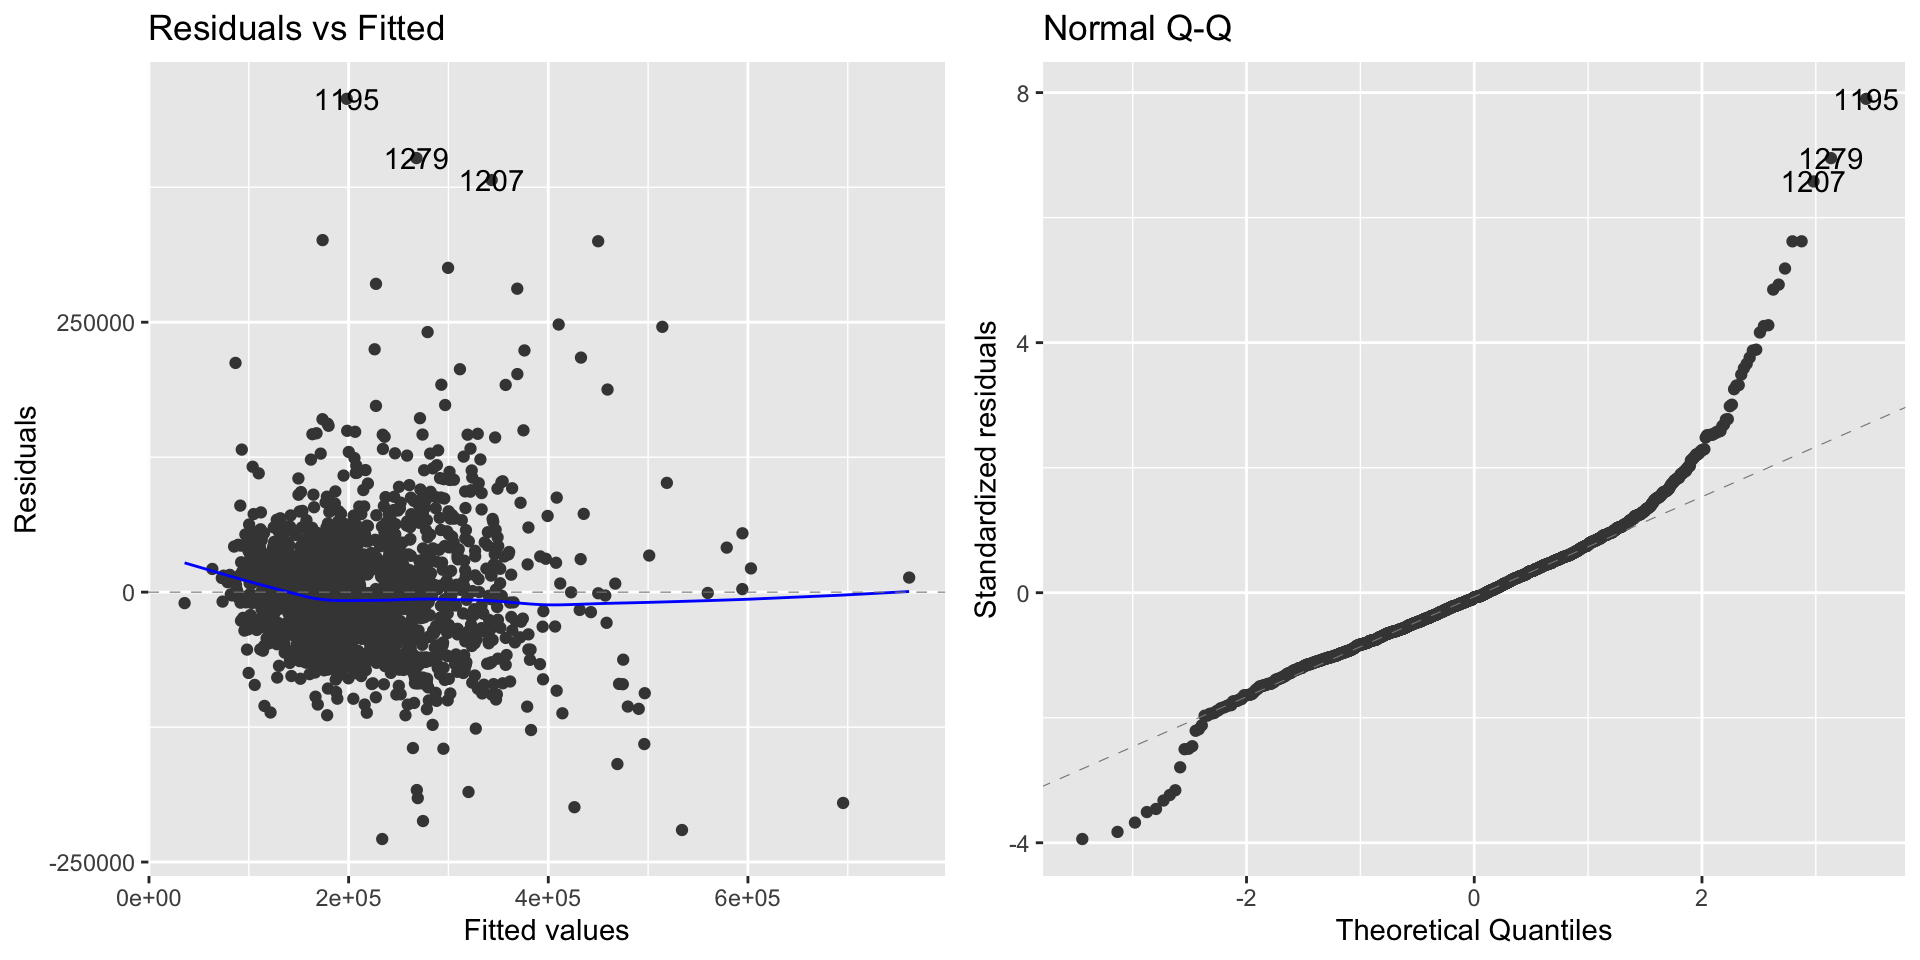 Residuals vs Fitted
1195
1279
1207
250000
0
-250000
0e+00 2e+05 4e+05 6e+05
Fitted values
Residuals
Normal Q-Q
1195
1279
1207
8
4
0
-4
-2 0 2
Theoretical Quantiles
Standardized residuals